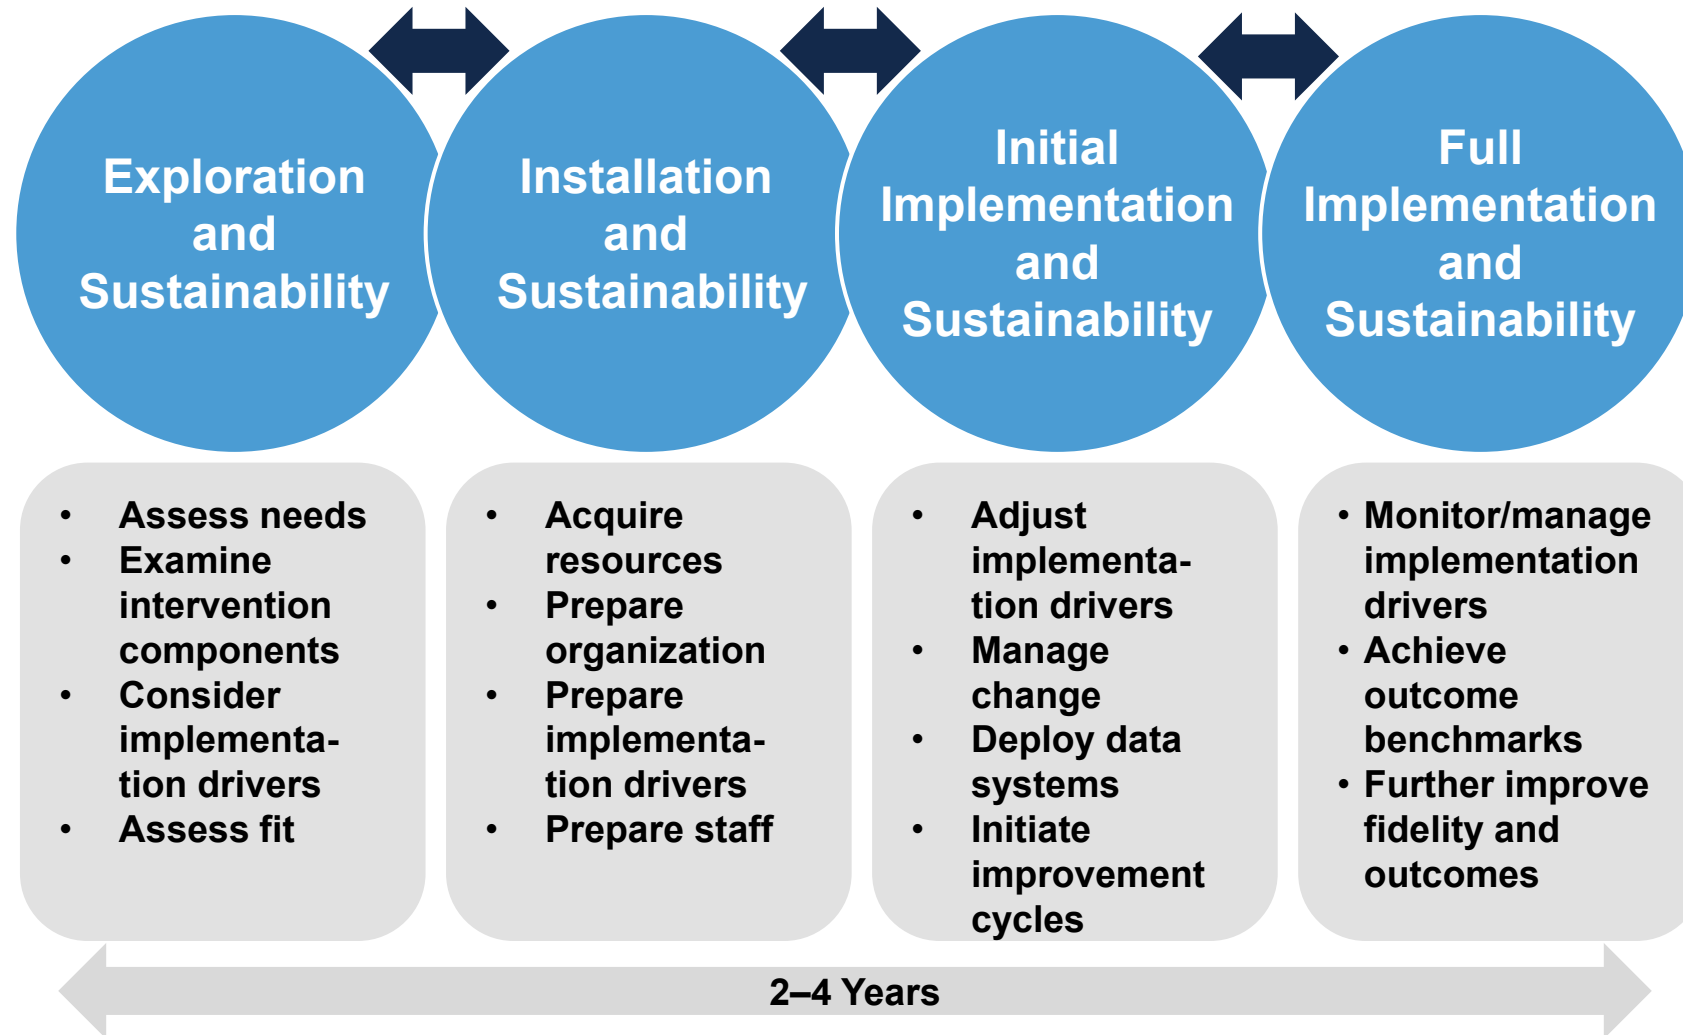 Exploration
and
Sustainability
Installation
and
Sustainability
Initial
Implementation
and
Sustainability
Full
Implementation
and
Sustainability
• Assess needs
• Examine
intervention
components
• Consider
implementa-
tion drivers
• Assess fit
• Acquire
resources
• Prepare
organization
• Prepare
implementa-
tion drivers
• Prepare staff
• Adjust
implementa-
tion drivers
• Manage
change
• Deploy data
systems
• Initiate
improvement
cycles
• Monitor/manage
implementation
drivers
• Achieve
outcome
benchmarks
• Further improve
fidelity and
outcomes
2–4 Years